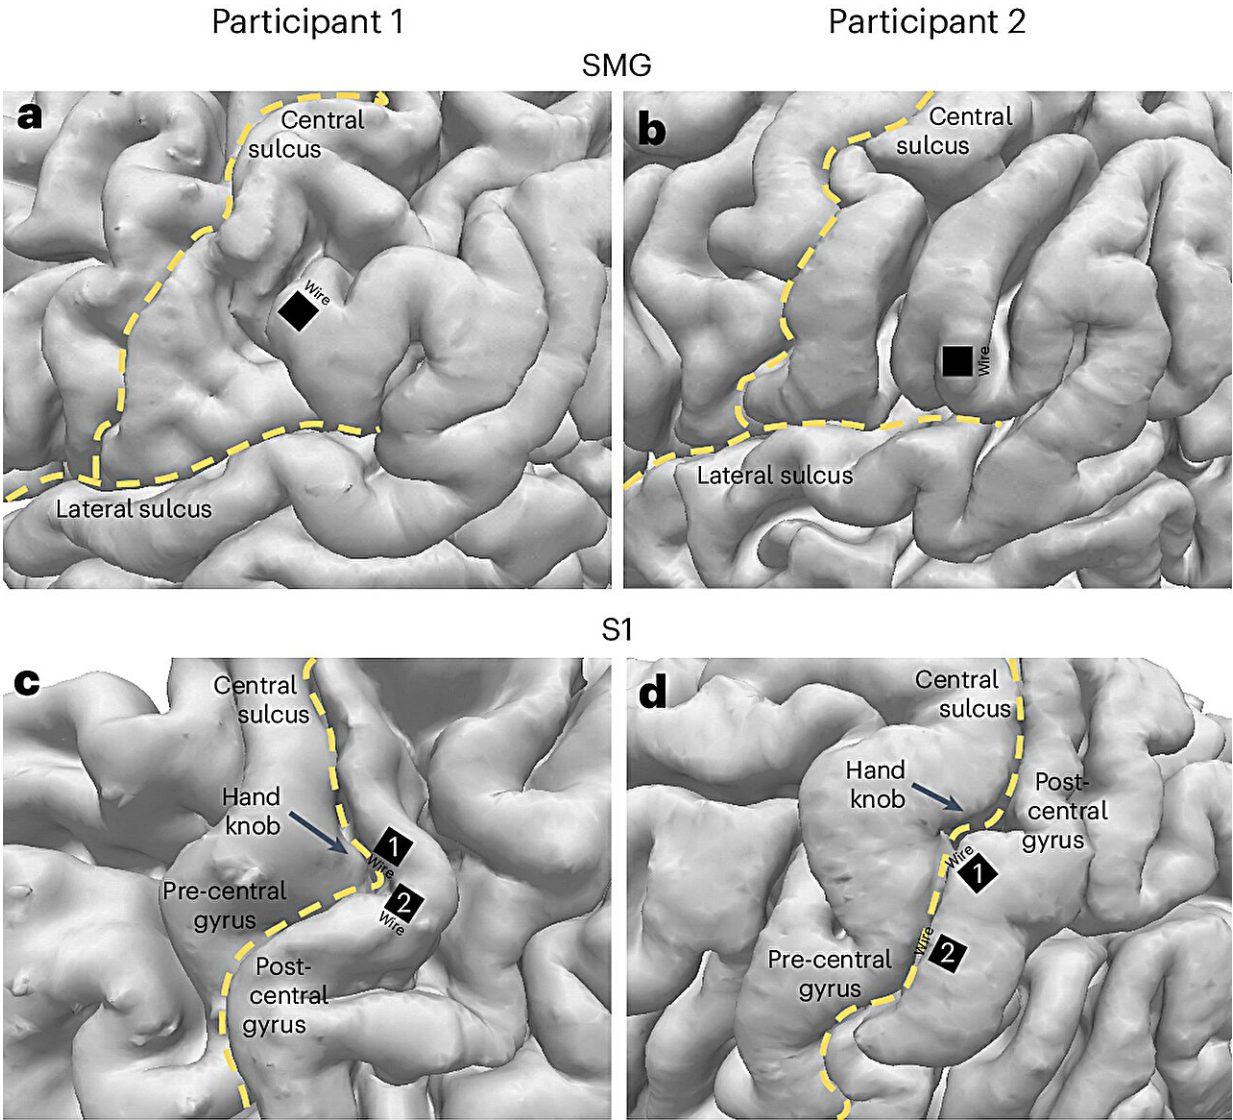 Participant 1
Participant 2
SMG
a
Central
sulcus
Wire
Lateral sulcus
b
Central
sulcus
Wire
Lateral sulcus
S1
c
Central
sulcus
Hand
knob
1
Wire
2
Wire
Pre-central
gyrus
Post-
central
gyrus
d
Central
sulcus
Hand
knob
Post-
central
gyrus
Wire
1
Wire
2
Pre-central
gyrus